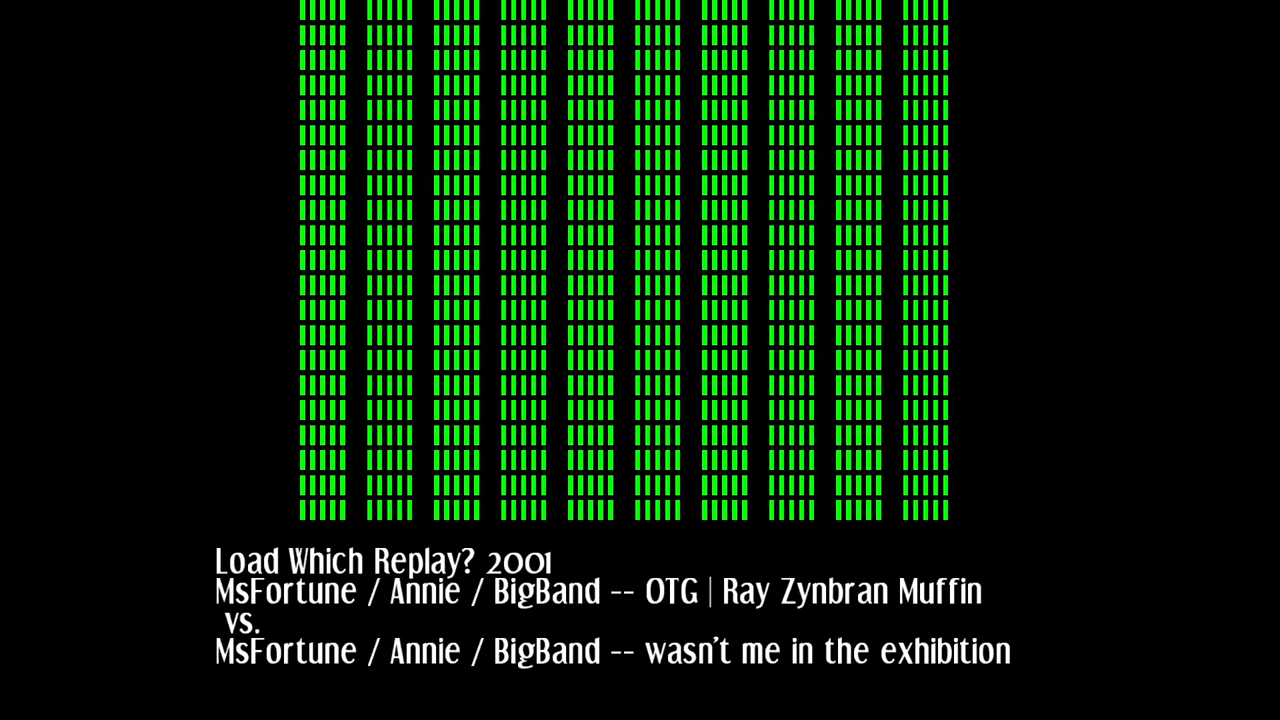 Load Which Replay? 2001
MsFortune / Annie / BigBand -- OTG | Ray Zynbran Muffin
vs.
MsFortune / Annie / BigBand -- wasn't me in the exhibition